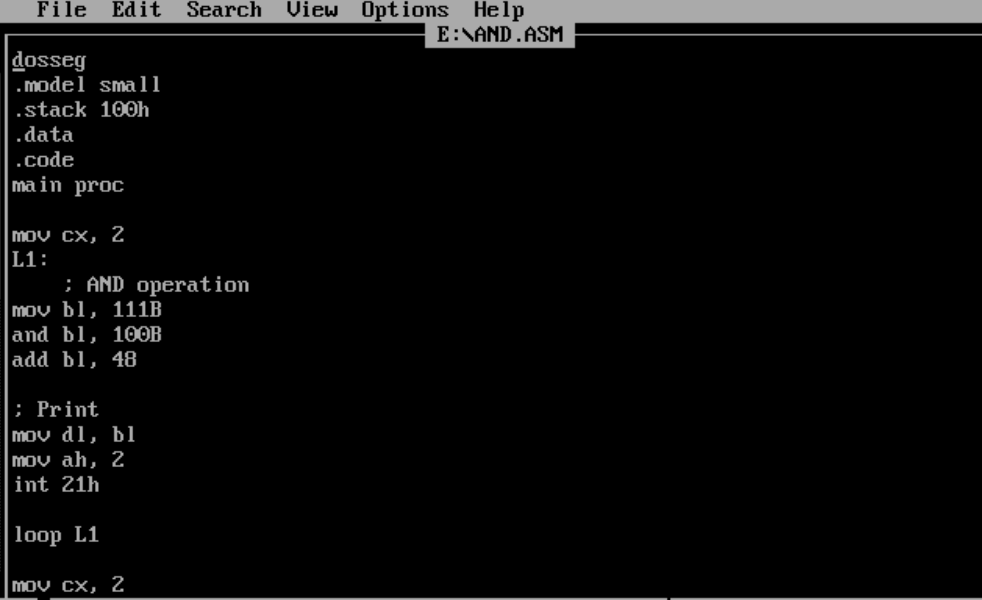 File Edit Search View Options Help
E:\AND.ASM
dosseg
.model small
.stack 100h
.data
.code
main proc
mov cx, 2
L1:
; AND operation
mov bl, 111B
and bl, 100B
add bl, 48
; Print
mov dl, bl
mov ah, 2
int 21h
loop L1
mov cx, 2